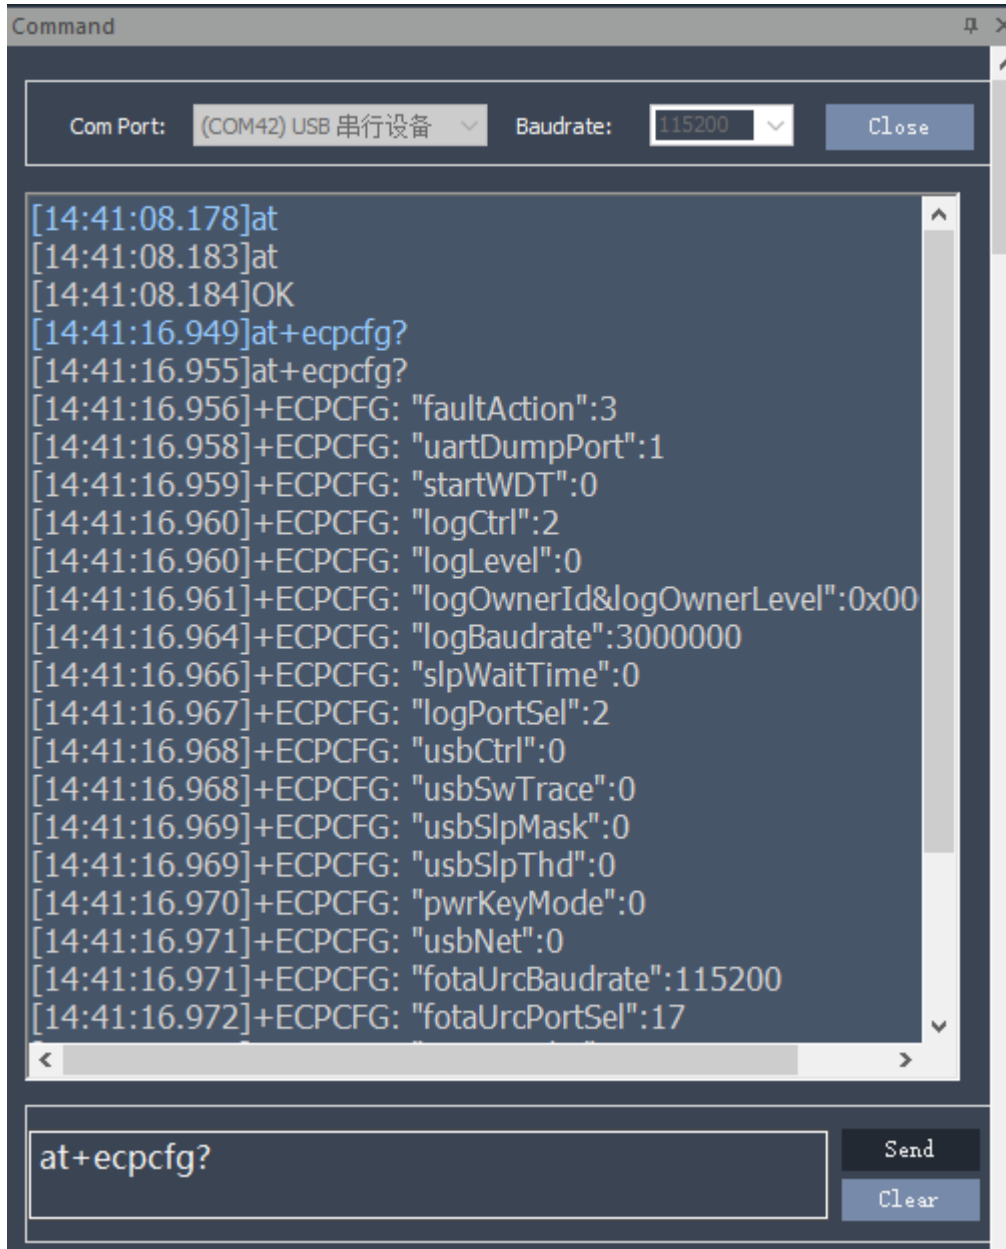 Command
Com Port: (COM42) USB 串行设备 Baudrate: 115200 Close
[14:41:08.178]at
[14:41:08.183]at
[14:41:08.184]OK
[14:41:16.949]at+ecpcfg?
[14:41:16.955]at+ecpcfg?
[14:41:16.956]+ECPCFG: "faultAction":3
[14:41:16.958]+ECPCFG: "uartDumpPort":1
[14:41:16.959]+ECPCFG: "startWDT":0
[14:41:16.960]+ECPCFG: "logCtrl":2
[14:41:16.960]+ECPCFG: "logLevel":0
[14:41:16.961]+ECPCFG: "logOwnerId&logOwnerLevel":0x00
[14:41:16.964]+ECPCFG: "logBaudrate":3000000
[14:41:16.966]+ECPCFG: "slpWaitTime":0
[14:41:16.967]+ECPCFG: "logPortSel":2
[14:41:16.968]+ECPCFG: "usbCtrl":0
[14:41:16.968]+ECPCFG: "usbSwTrace":0
[14:41:16.969]+ECPCFG: "usbSlpMask":0
[14:41:16.969]+ECPCFG: "usbSlpThd":0
[14:41:16.970]+ECPCFG: "pwrKeyMode":0
[14:41:16.971]+ECPCFG: "usbNet":0
[14:41:16.971]+ECPCFG: "fotaUrcBaudrate":115200
[14:41:16.972]+ECPCFG: "fotaUrcPortSel":17
at+ecpcfg?
Send
Clear